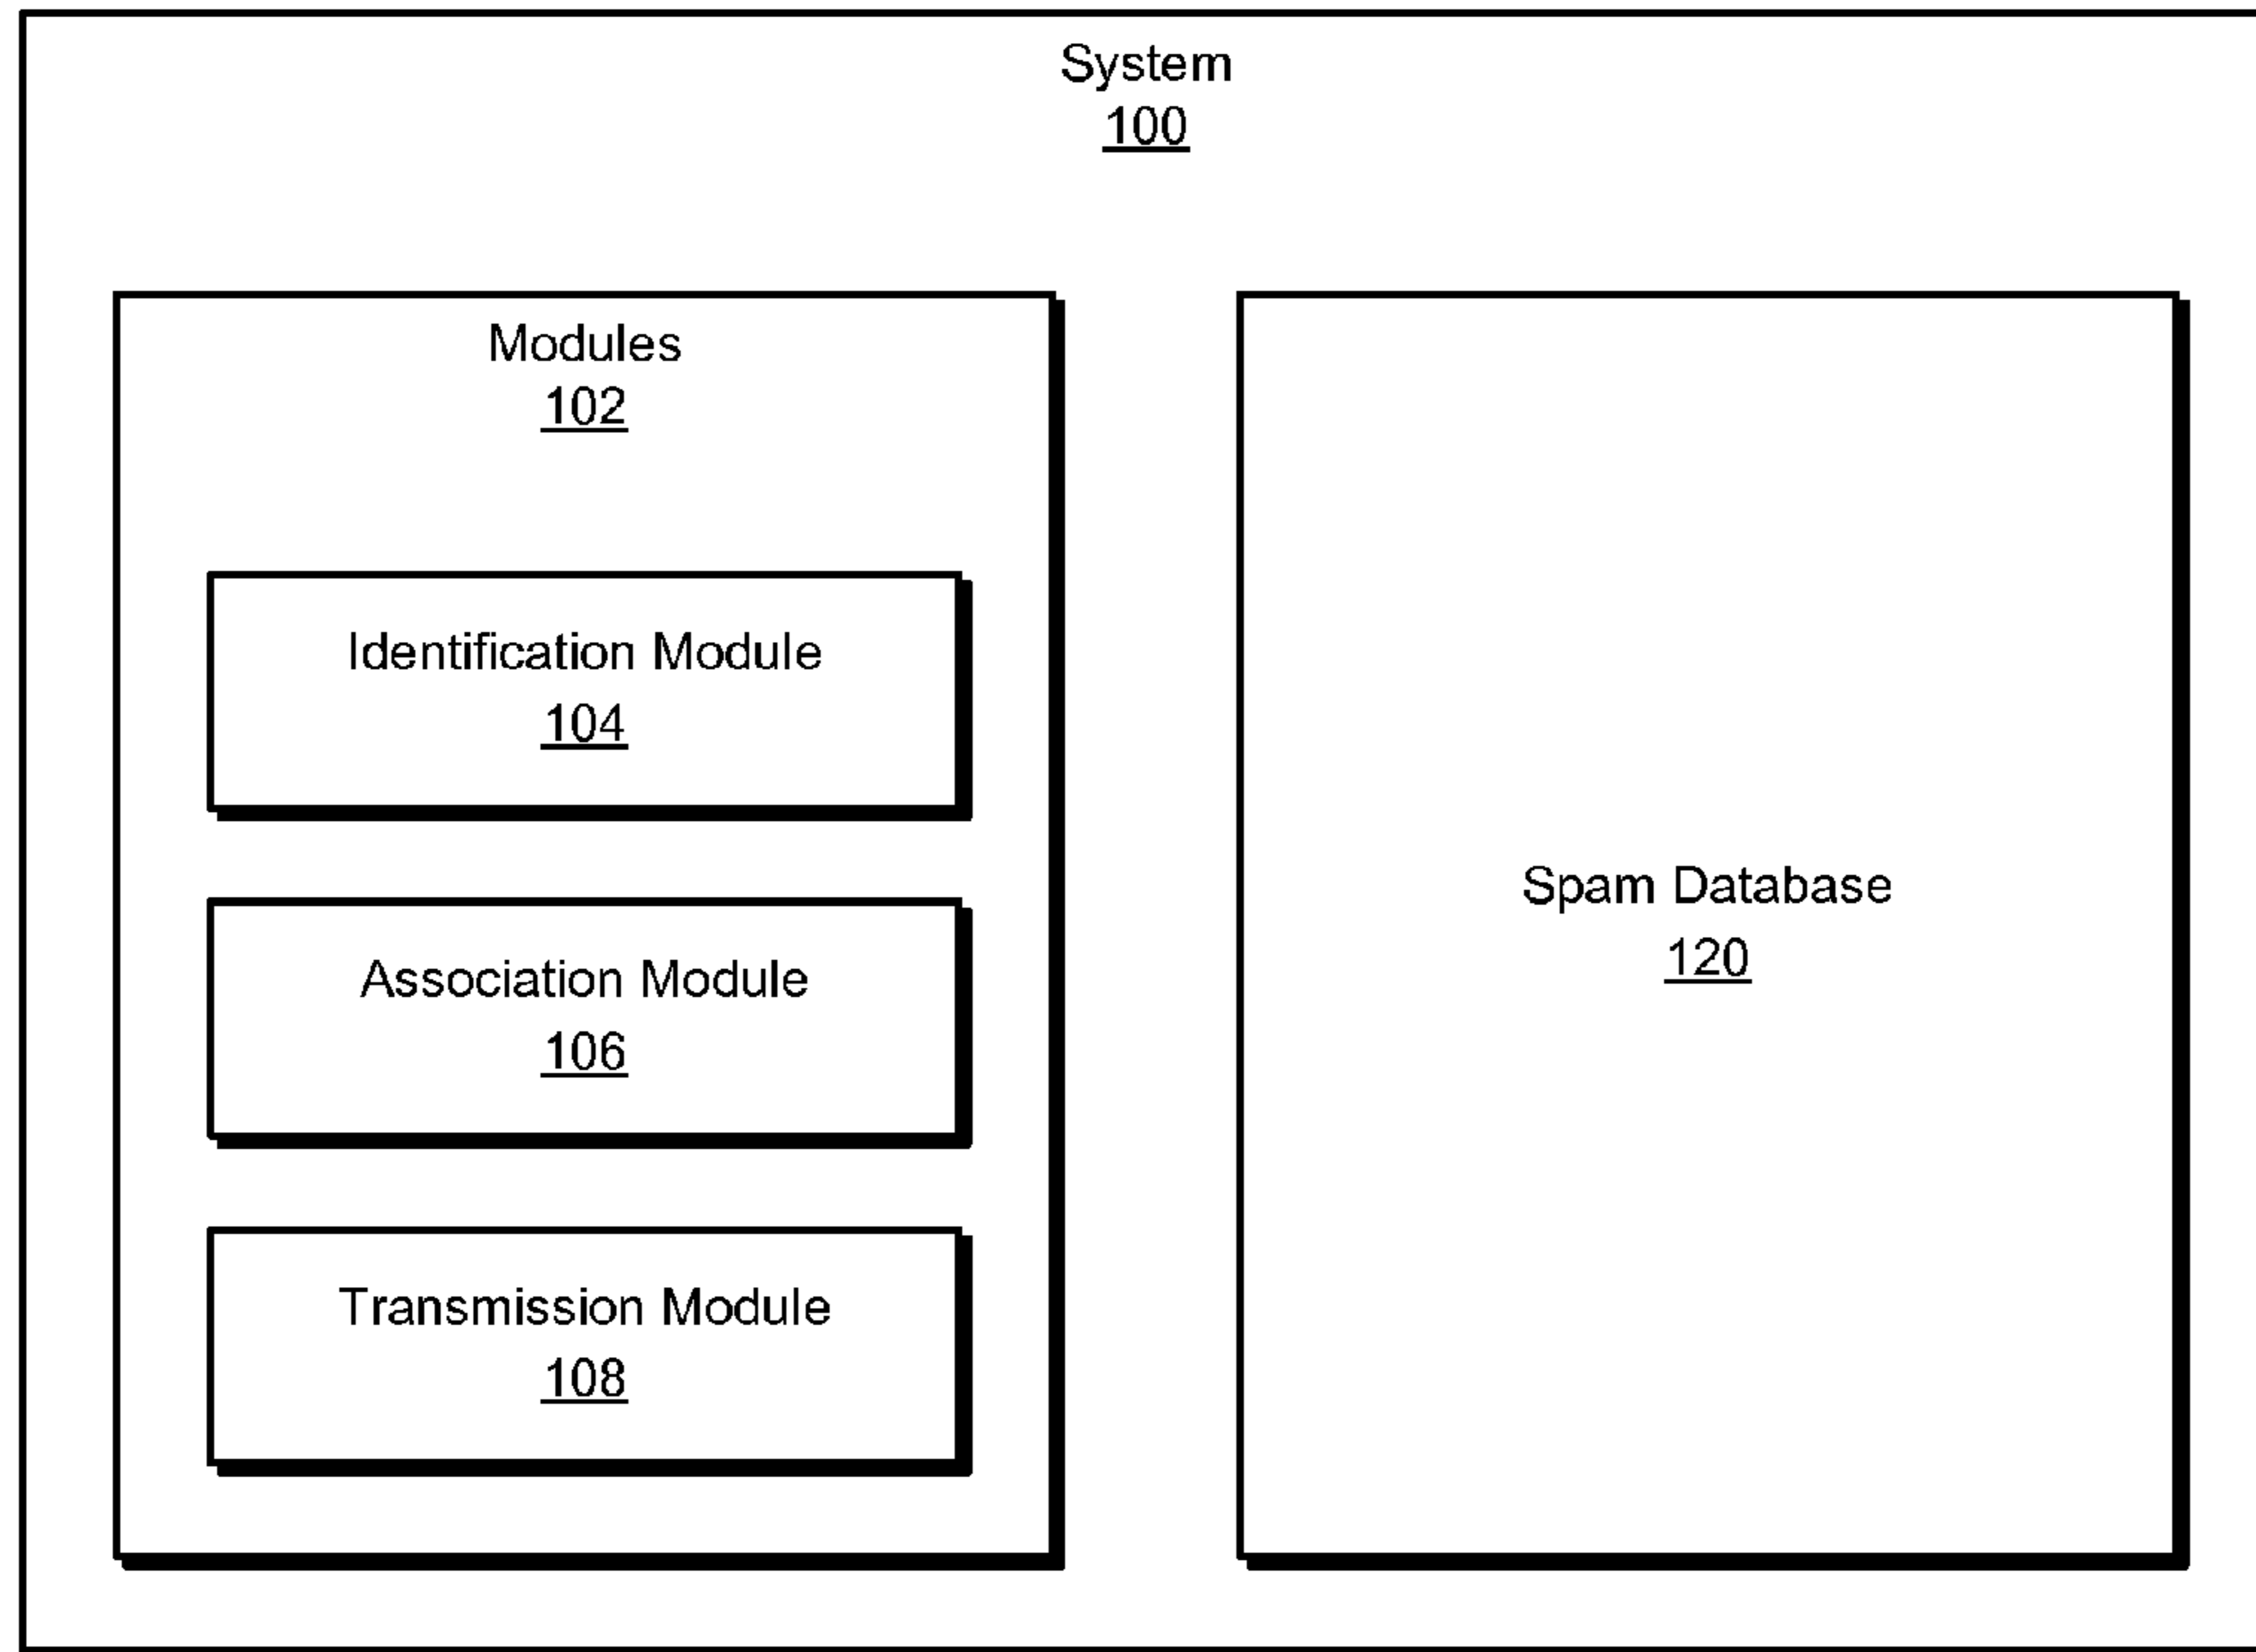 System
100
Modules
102
Identification Module
104
Association Module
106
Transmission Module
108
Spam Database
120